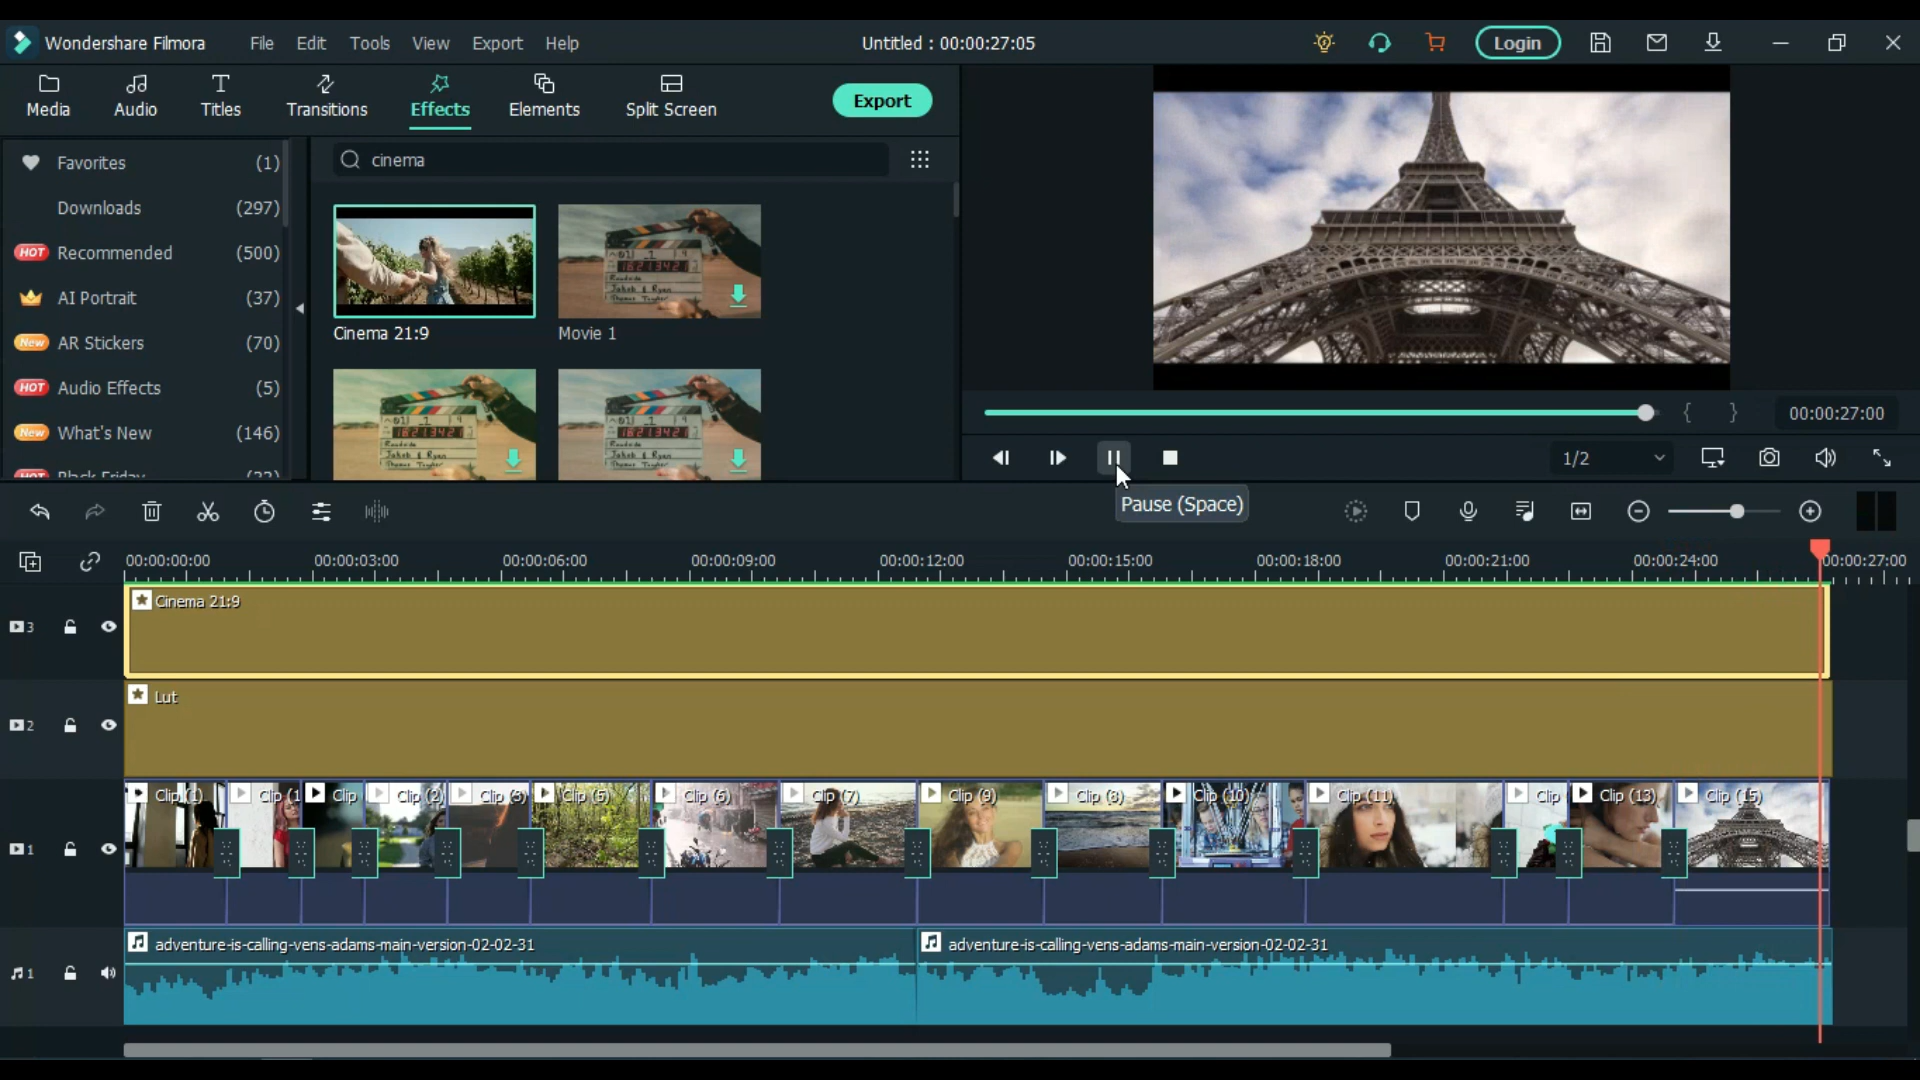 Wondershare Filmora File Edit Tools View Export Help Untitled : 00:00:27:05 Login
Media Audio Titles Transitions Effects Elements Split Screen Export
Favorites (1)
Downloads (297)
HOT Recommended (500)
AI Portrait (37)
New AR Stickers (70)
HOT Audio Effects (5)
New What's New (146)
HOT Black Friday
cinema
Cinema 21:9 Movie 1
00:00:27:00
1/2
Pause (Space)
00:00:00:00 00:00:03:00 00:00:06:00 00:00:09:00 00:00:12:00 00:00:15:00 00:00:18:00 00:00:21:00 00:00:24:00 00:00:27:00
3 Cinema 21:9
2 Lut
Clip (1) Clip (1 Clip Clip (2) Clip (5) Clip (6) Clip (7) Clip (9) Clip (8) Clip (10) Clip (11) Clip Clip (13) Clip (15)
1
adventure-is-calling-vens-adams-main-version-02-02-31 adventure-is-calling-vens-adams-main-version-02-02-31
1